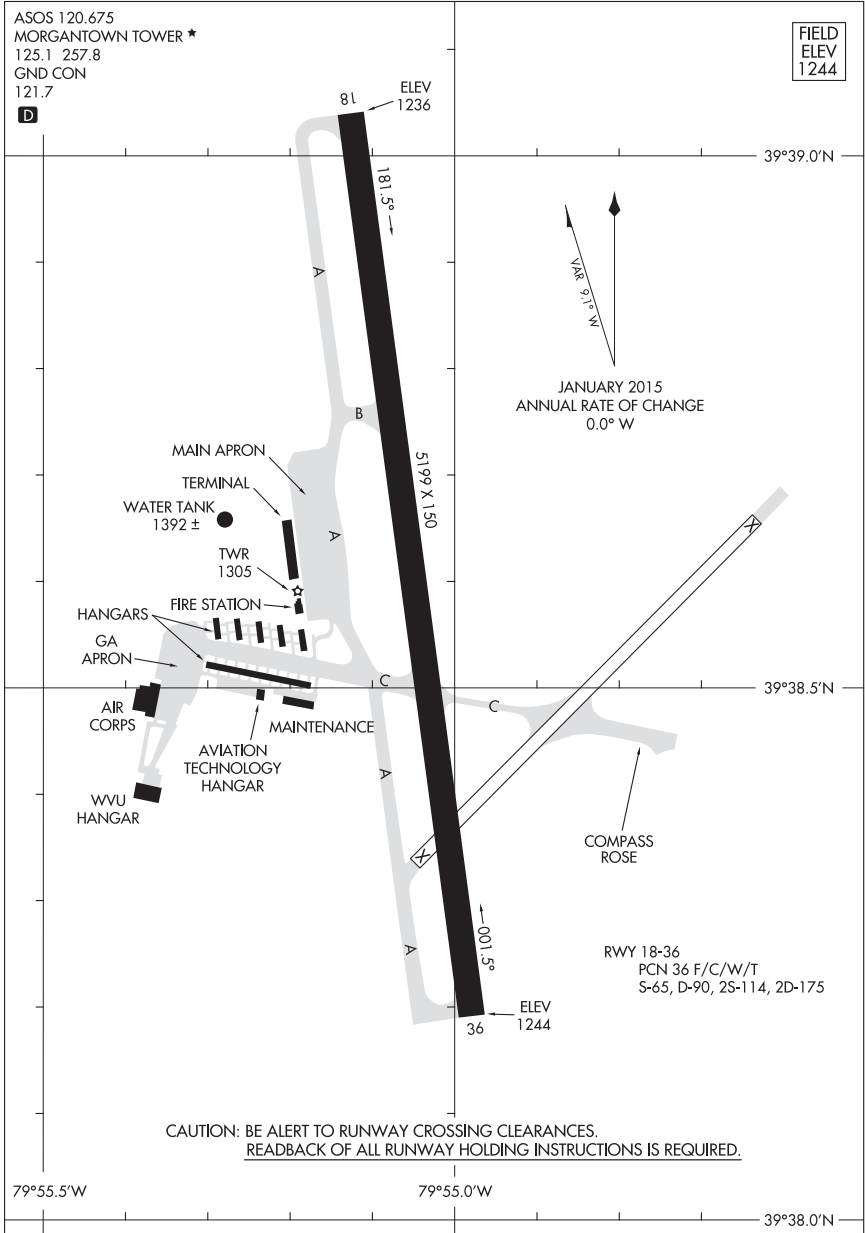 ASOS 120.675
MORGANTOWN TOWER ★
125.1 257.8
GND CON
121.7
D
FIELD
ELEV
1244
18
ELEV
1236
39°39.0'N
181.5°
A
VAR 9.1° W
JANUARY 2015
ANNUAL RATE OF CHANGE
0.0° W
B
MAIN APRON
5199 X 150
TERMINAL
WATER TANK
1392 ±
A
X
TWR
1305
FIRE STATION
HANGARS
GA
APRON
C
39°38.5'N
C
AIR
CORPS
MAINTENANCE
AVIATION
TECHNOLOGY
HANGAR
A
WVU
HANGAR
COMPASS
ROSE
X
A
001.5°
RWY 18-36
PCN 36 F/C/W/T
S-65, D-90, 2S-114, 2D-175
ELEV
1244
36
CAUTION: BE ALERT TO RUNWAY CROSSING CLEARANCES.
READBACK OF ALL RUNWAY HOLDING INSTRUCTIONS IS REQUIRED.
79°55.5'W
79°55.0'W
39°38.0'N